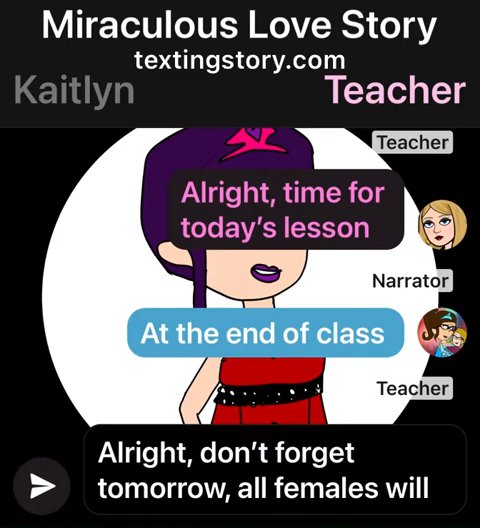 Miraculous Love Story
textingstory.com
Kaitlyn
Teacher
Teacher
Alright, time for
today’s lesson
Narrator
At the end of class
Teacher
Alright, don’t forget
tomorrow, all females will